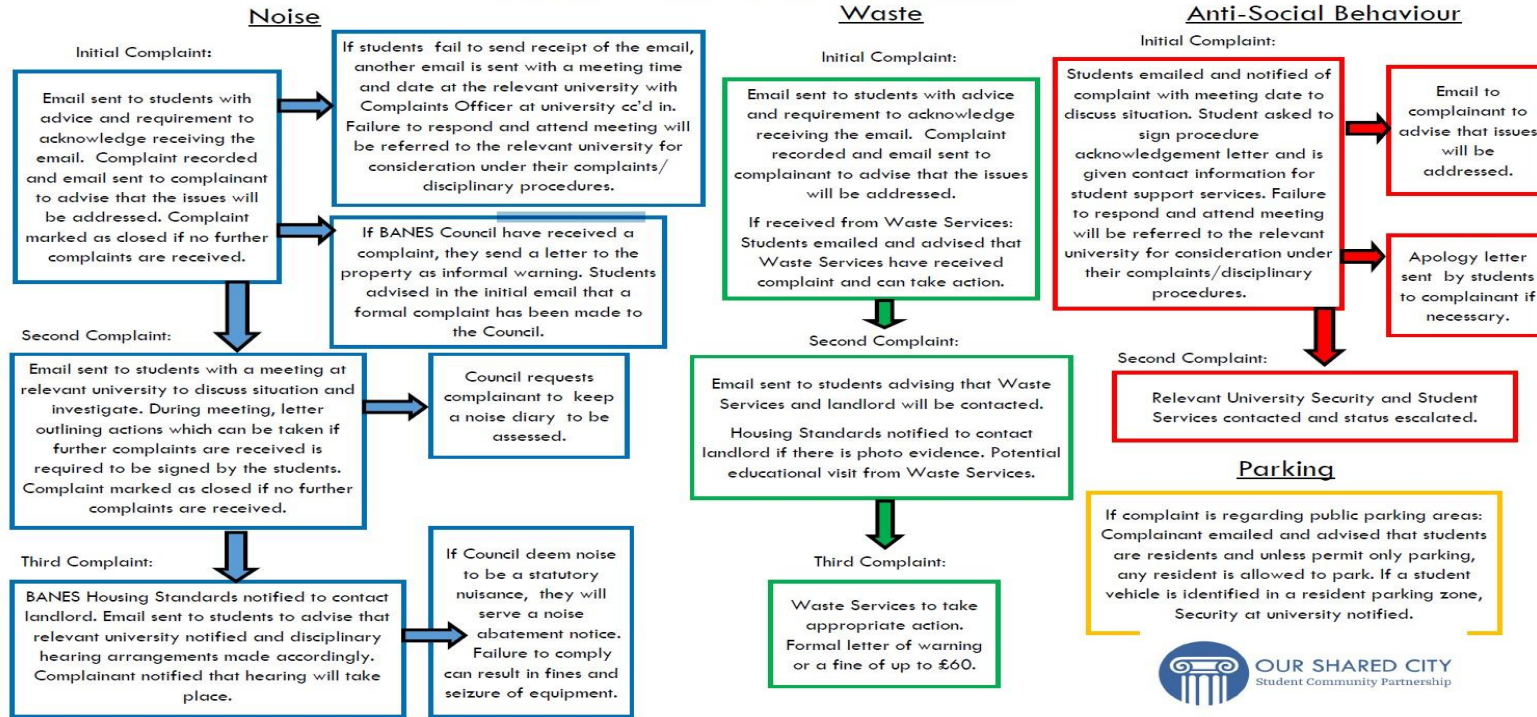 Noise
Initial Complaint:
Email sent to students with
advice and requirement to
acknowledge receiving the
email. Complaint recorded
and email sent to complainant
to advise that the issues will
be addressed. Complaint
marked as closed if no further
complaints are received.
If students fail to send receipt of the email,
another email is sent with a meeting time
and date at the relevant university with
Complaints Officer at university cc'd in.
Failure to respond and attend meeting will
be referred to the relevant university for
consideration under their complaints/
disciplinary procedures.
If BANES Council have received a
complaint, they send a letter to the
property as informal warning. Students
advised in the initial email that a
formal complaint has been made to
the Council.
Second Complaint:
Email sent to students with a meeting at
relevant university to discuss situation and
investigate. During meeting, letter
outlining actions which can be taken if
further complaints are received is
required to be signed by the students.
Complaint marked as closed if no further
complaints are received.
Council requests
complainant to keep
a noise diary to be
assessed.
Third Complaint:
BANES Housing Standards notified to contact
landlord. Email sent to students to advise that
relevant university notified and disciplinary
hearing arrangements made accordingly.
Complainant notified that hearing will take
place.
If Council deem noise
to be a statutory
nuisance, they will
serve a noise
abatement notice.
Failure to comply
can result in fines and
seizure of equipment.
Waste
Initial Complaint:
Email sent to students with advice
and requirement to acknowledge
receiving the email. Complaint
recorded and email sent to
complainant to advise that the issues
will be addressed.
If received from Waste Services:
Students emailed and advised that
Waste Services have received
complaint and can take action.
Second Complaint:
Email sent to students advising that Waste
Services and landlord will be contacted.
Housing Standards notified to contact
landlord if there is photo evidence. Potential
educational visit from Waste Services.
Third Complaint:
Waste Services to take
appropriate action.
Formal letter of warning
or a fine of up to £60.
Anti-Social Behaviour
Initial Complaint:
Students emailed and notified of
complaint with meeting date to
discuss situation. Student asked to
sign procedure
acknowledgement letter and is
given contact information for
student support services. Failure
to respond and attend meeting
will be referred to the relevant
university for consideration under
their complaints/disciplinary
procedures.
Email to
complainant to
advise that issues
will be
addressed.
Apology letter
sent by students
to complainant if
necessary.
Second Complaint:
Relevant University Security and Student
Services contacted and status escalated.
Parking
If complaint is regarding public parking areas:
Complainant emailed and advised that students
are residents and unless permit only parking,
any resident is allowed to park. If a student
vehicle is identified in a resident parking zone,
Security at university notified.
OUR SHARED CITY
Student Community Partnership